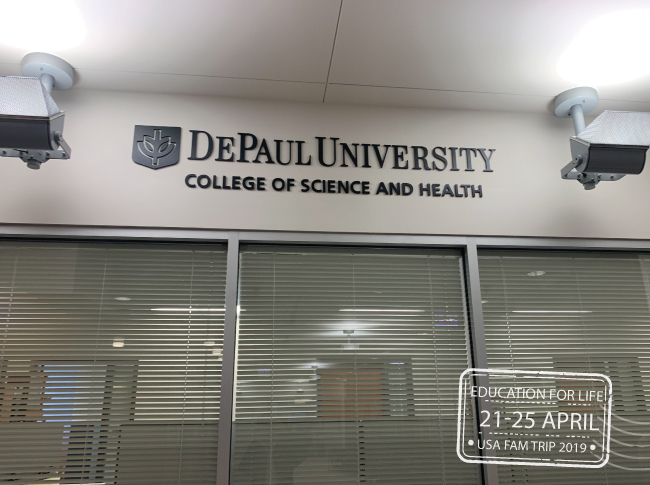 DEPAUL UNIVERSITY
COLLEGE OF SCIENCE AND HEALTH
EDUCATION FOR LIFE
21-25 APRIL
• USA FAM TRIP 2019 •